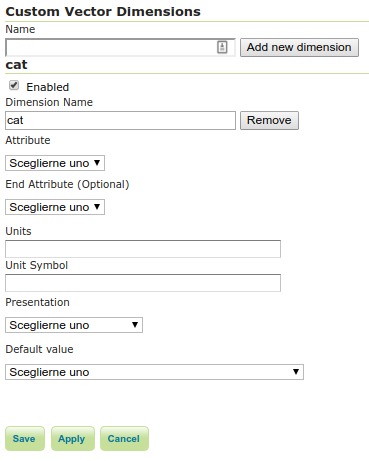 Custom Vector Dimensions
Name
Add new dimension
cat
Enabled
Dimension Name
cat Remove
Attribute
Sceglierne uno
End Attribute (Optional)
Sceglierne uno
Units
Unit Symbol
Presentation
Sceglierne uno
Default value
Sceglierne uno
Save Apply Cancel